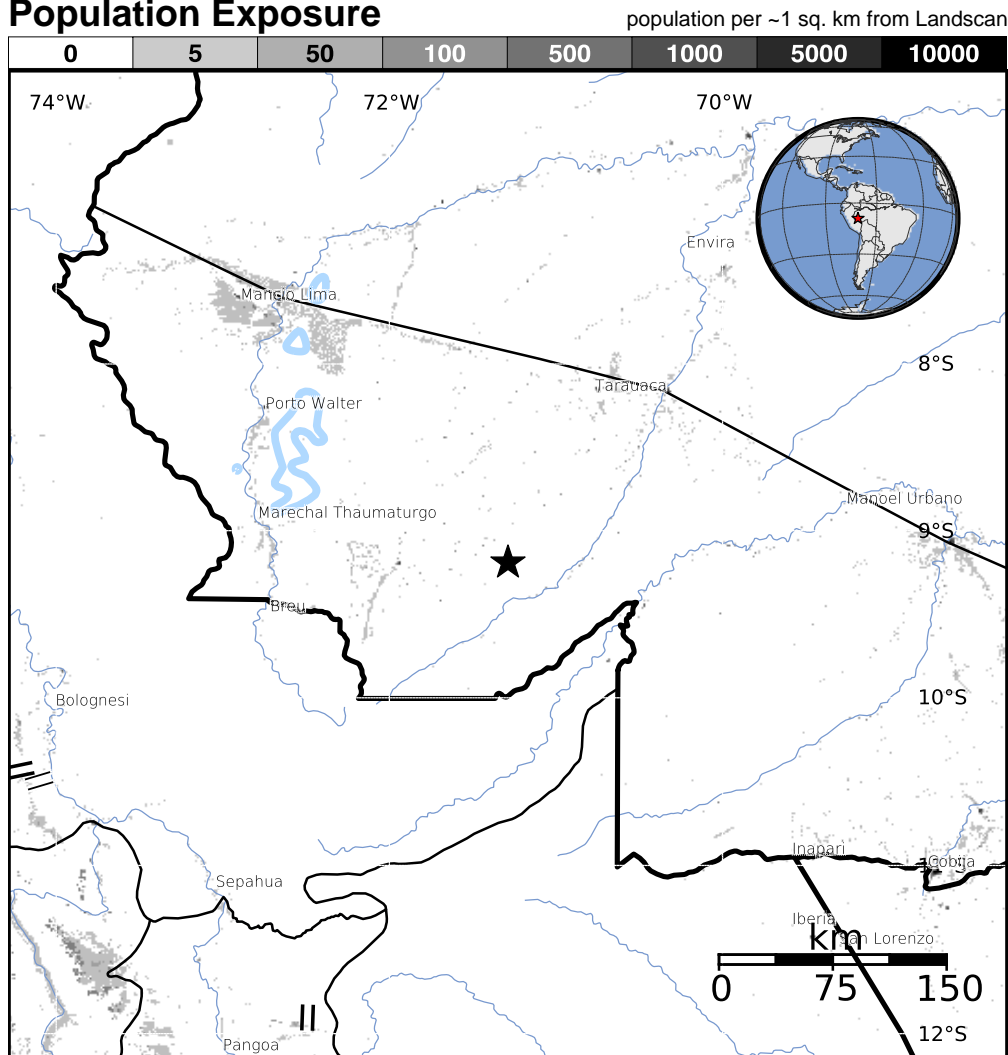 Population Exposure
population per ~1 sq. km from Landscan
0 5 50 100 500 1000 5000 10000
74°W 72°W 70°W
Envira
Mancio Lima
8°S
Tarauaca
Porto Walter
Manoel Urbano
Marechal Thaumaturgo
9°S
Breu
Bolognesi
10°S
Inapari
Cobija
Sepahua
Iberia
km
San Lorenzo
0 75 150
12°S
Pangoa